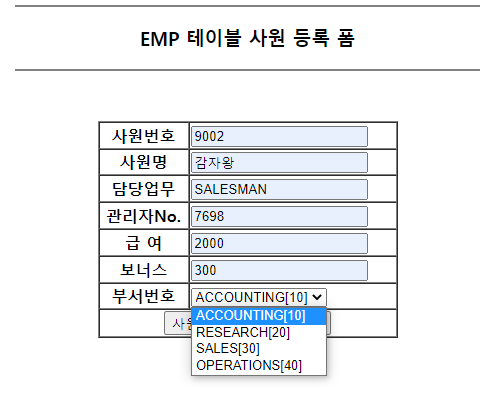 EMP 테이블 사원 등록 폼
사원번호 9002
사원명 감자왕
담당업무 SALESMAN
관리자No. 7698
급 여 2000
보너스 300
부서번호 ACCOUNTING[10]
ACCOUNTING[10]
RESEARCH[20]
SALES[30]
OPERATIONS[40]